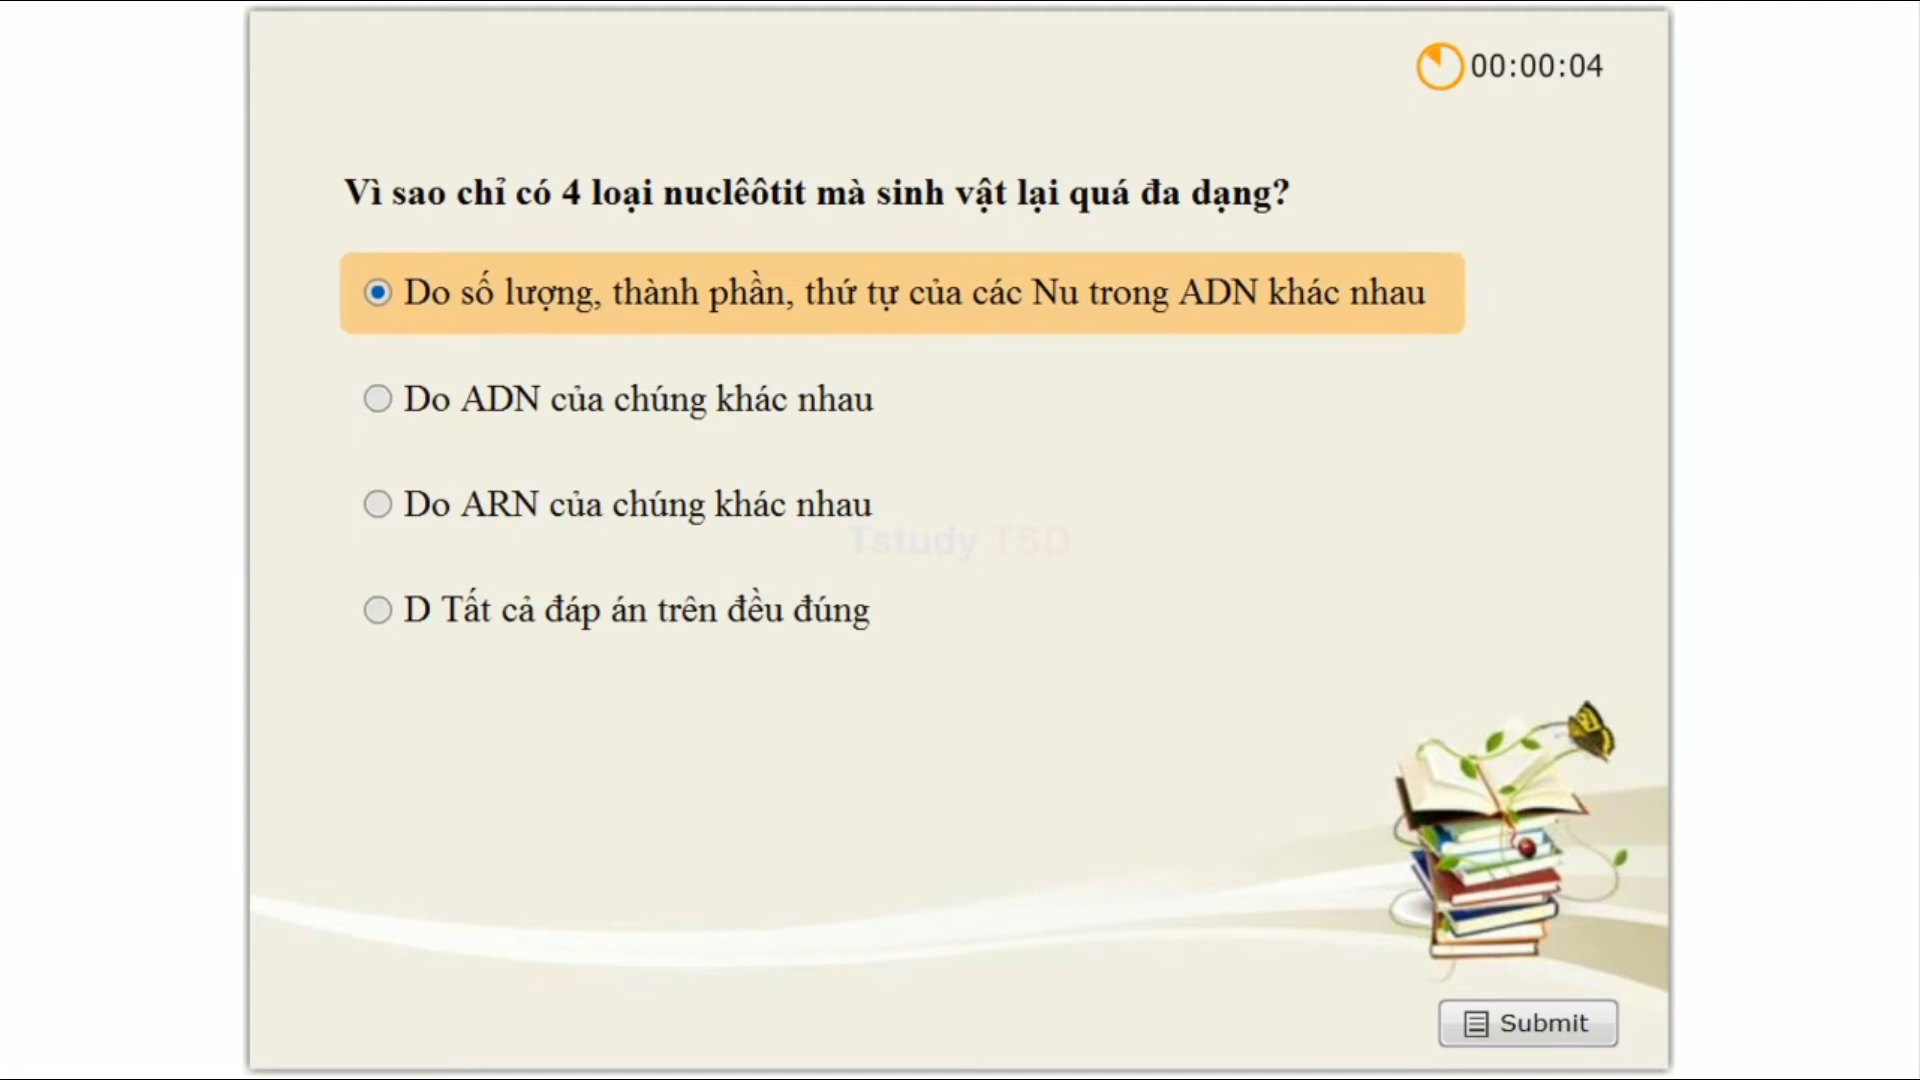 00:00:04
Vì sao chỉ có 4 loại nuclêôtit mà sinh vật lại quá đa dạng?
Do số lượng, thành phần, thứ tự của các Nu trong ADN khác nhau
Do ADN của chúng khác nhau
Do ARN của chúng khác nhau
Tstudy TSD
D Tất cả đáp án trên đều đúng
Submit